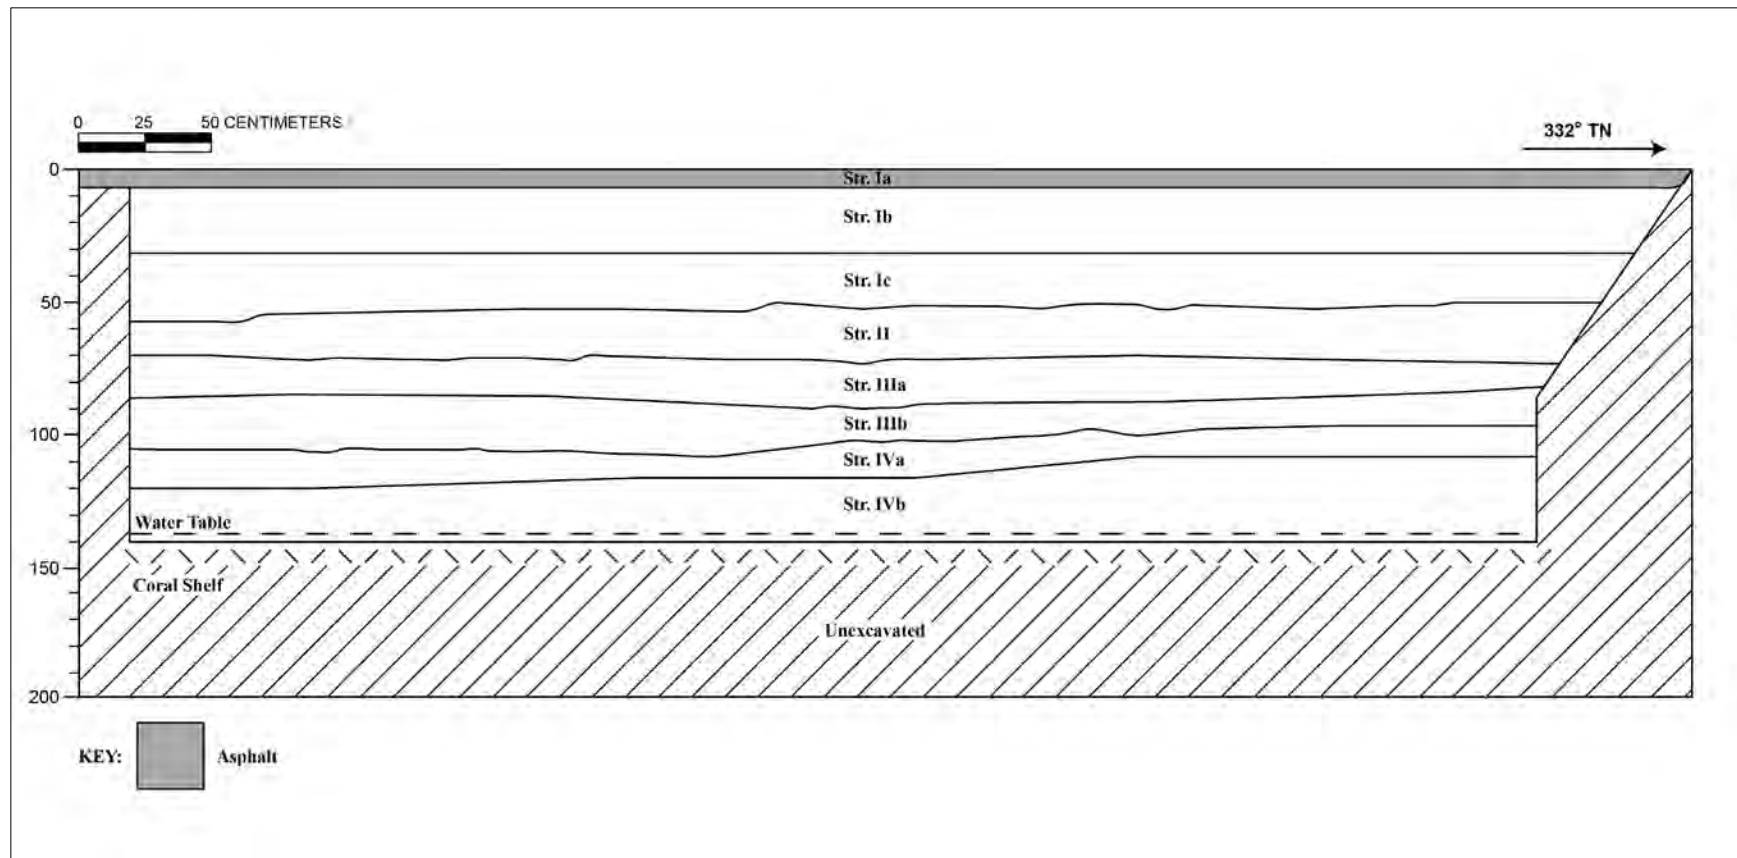 0 25 50 CENTIMETERS
332° TN
0
Str. Ia
Str. Ib
Str. Ic
50
Str. II
Str. IIIa
Str. IIIb
100
Str. IVa
Str. IVb
Water Table
150
Coral Shelf
Unexcavated
200
KEY: Asphalt